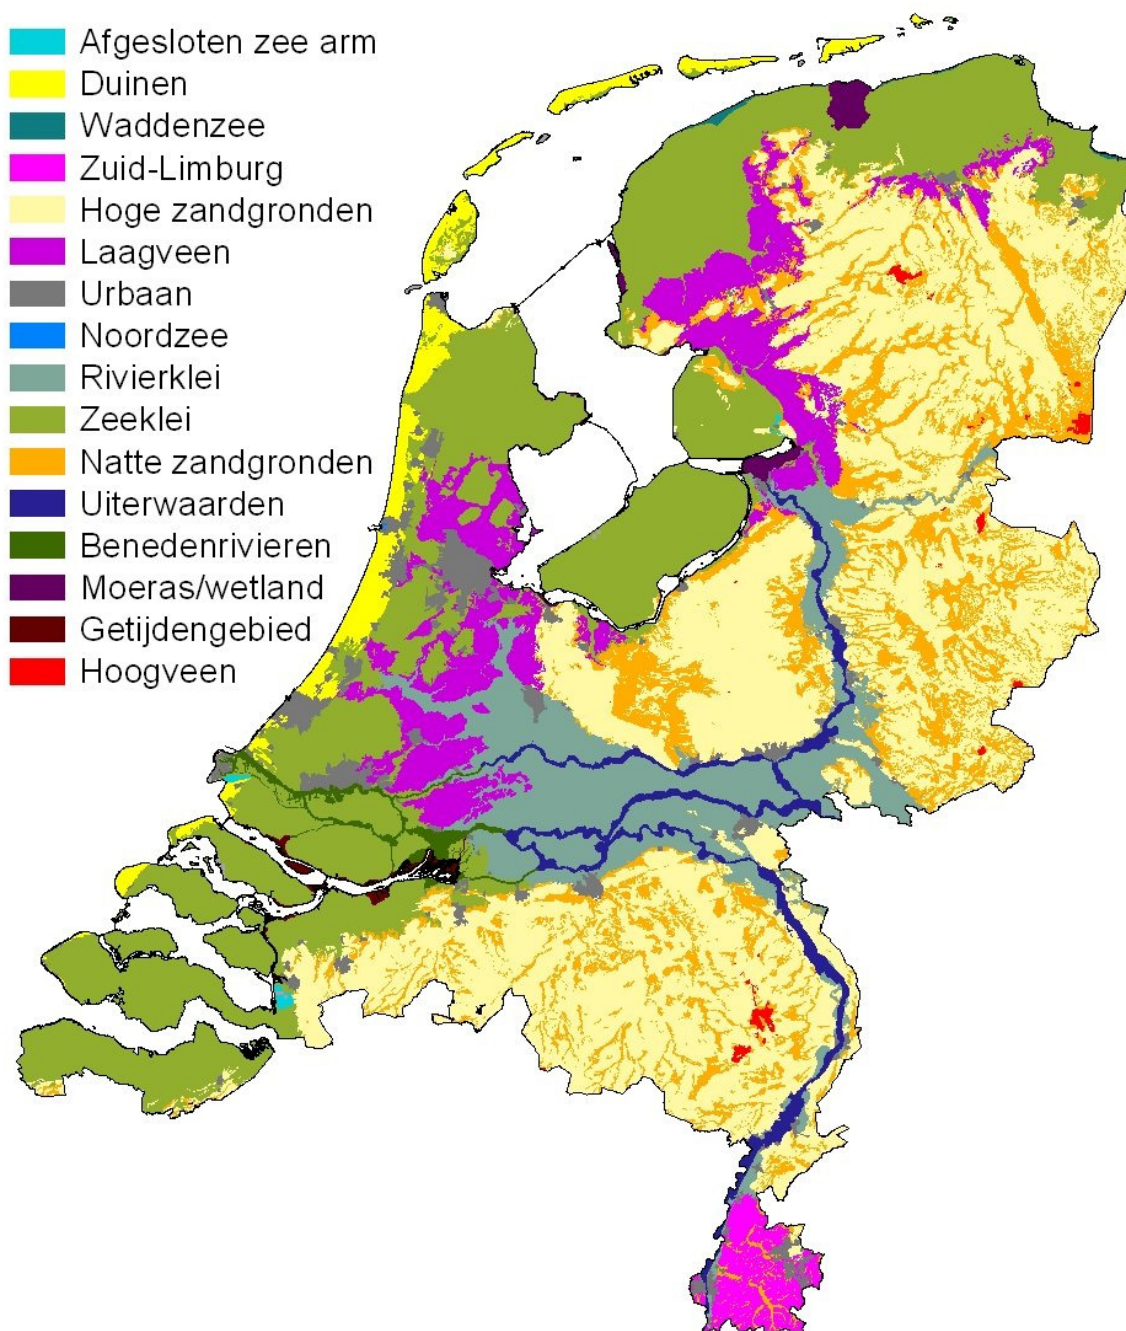 Afgesloten zee arm
Duinen
Waddenzee
Zuid-Limburg
Hoge zandgronden
Laagveen
Urbaan
Noordzee
Rivierklei
Zeeklei
Natte zandgronden
Uiterwaarden
Benedenrivieren
Moeras/wetland
Getijdengebied
Hoogveen